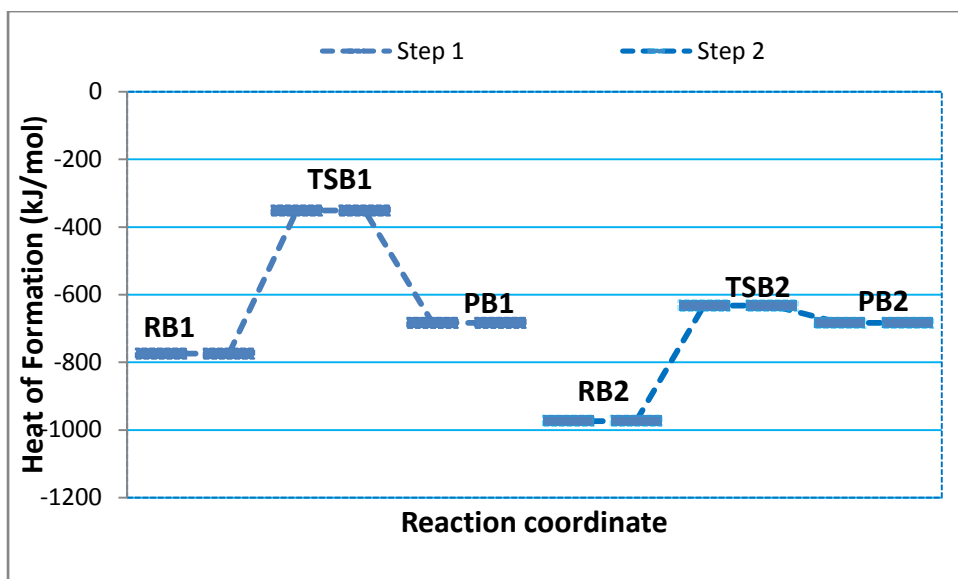 Step 1
Step 2
0
-200
-400
-600
-800
-1000
-1200
Heat of Formation (kJ/mol)
TSB1
RB1
PB1
TSB2
PB2
RB2
Reaction coordinate